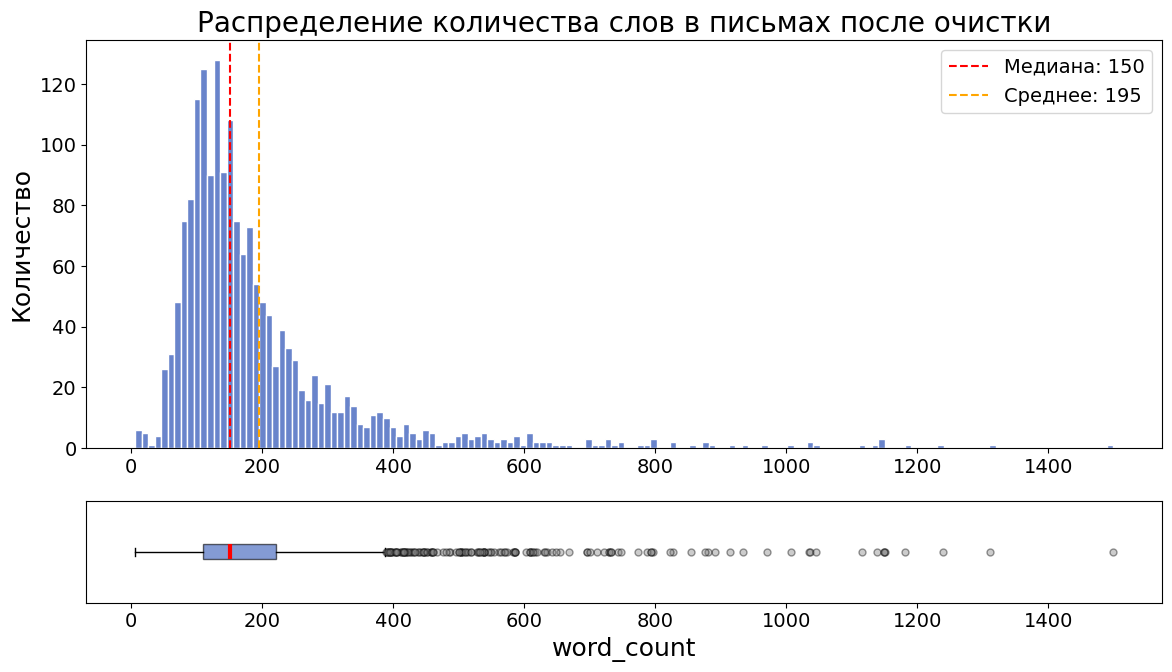 Распределение количества слов в письмах после очистки
Медиана: 150
Среднее: 195
Количество
120
100
80
60
40
20
0
0 200 400 600 800 1000 1200 1400
0 200 400 600 800 1000 1200 1400
word_count